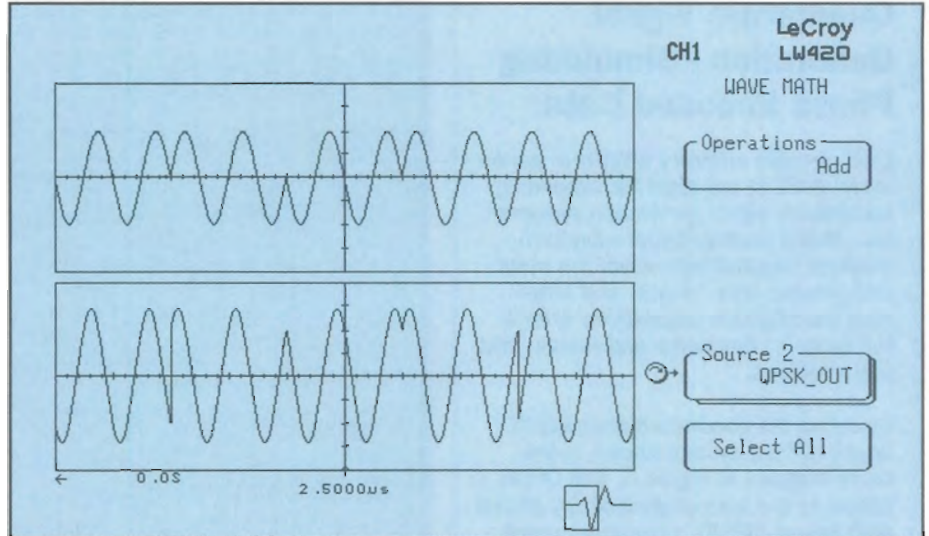 LeCroy
CH1 LW420
WAVE MATH
Operations
Add
Source 2
QPSK_OUT
Select All
0.0S
2.5000µs